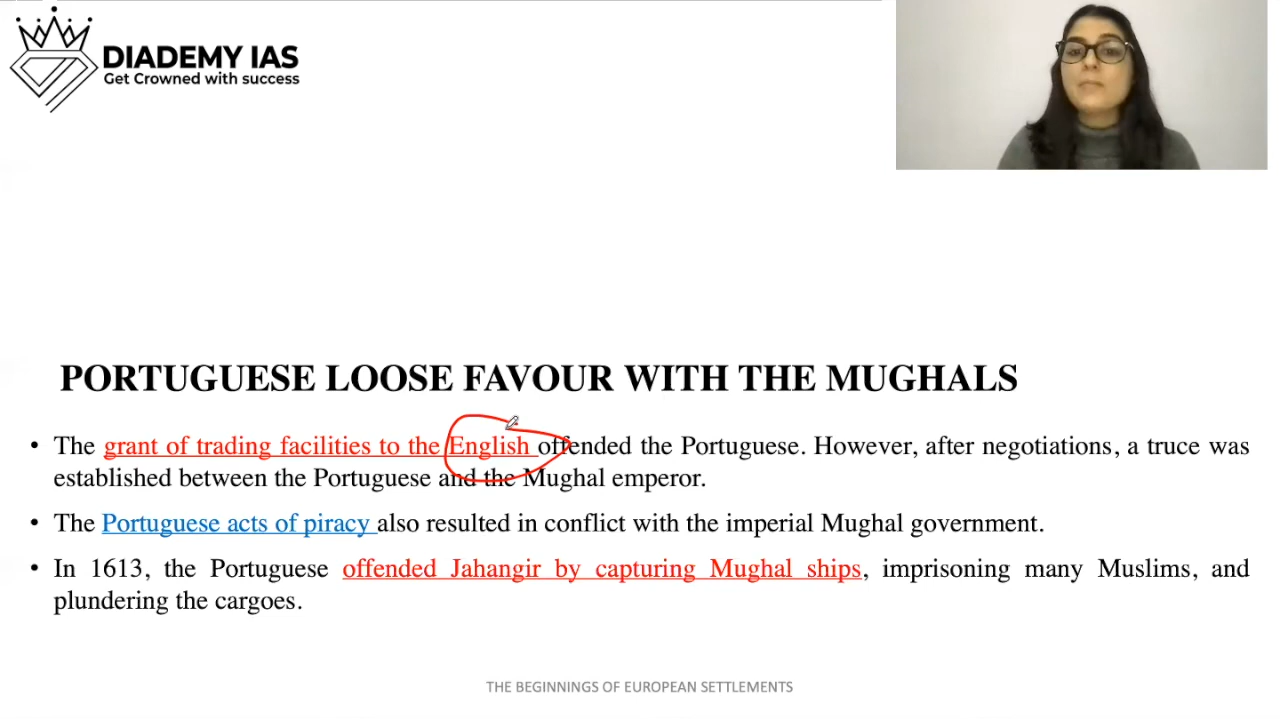 DIADEMY IAS
Get Crowned with success
PORTUGUESE LOOSE FAVOUR WITH THE MUGHALS
• The grant of trading facilities to the English offended the Portuguese. However, after negotiations, a truce was
established between the Portuguese and the Mughal emperor.
• The Portuguese acts of piracy also resulted in conflict with the imperial Mughal government.
• In 1613, the Portuguese offended Jahangir by capturing Mughal ships, imprisoning many Muslims, and
plundering the cargoes.
THE BEGINNINGS OF EUROPEAN SETTLEMENTS